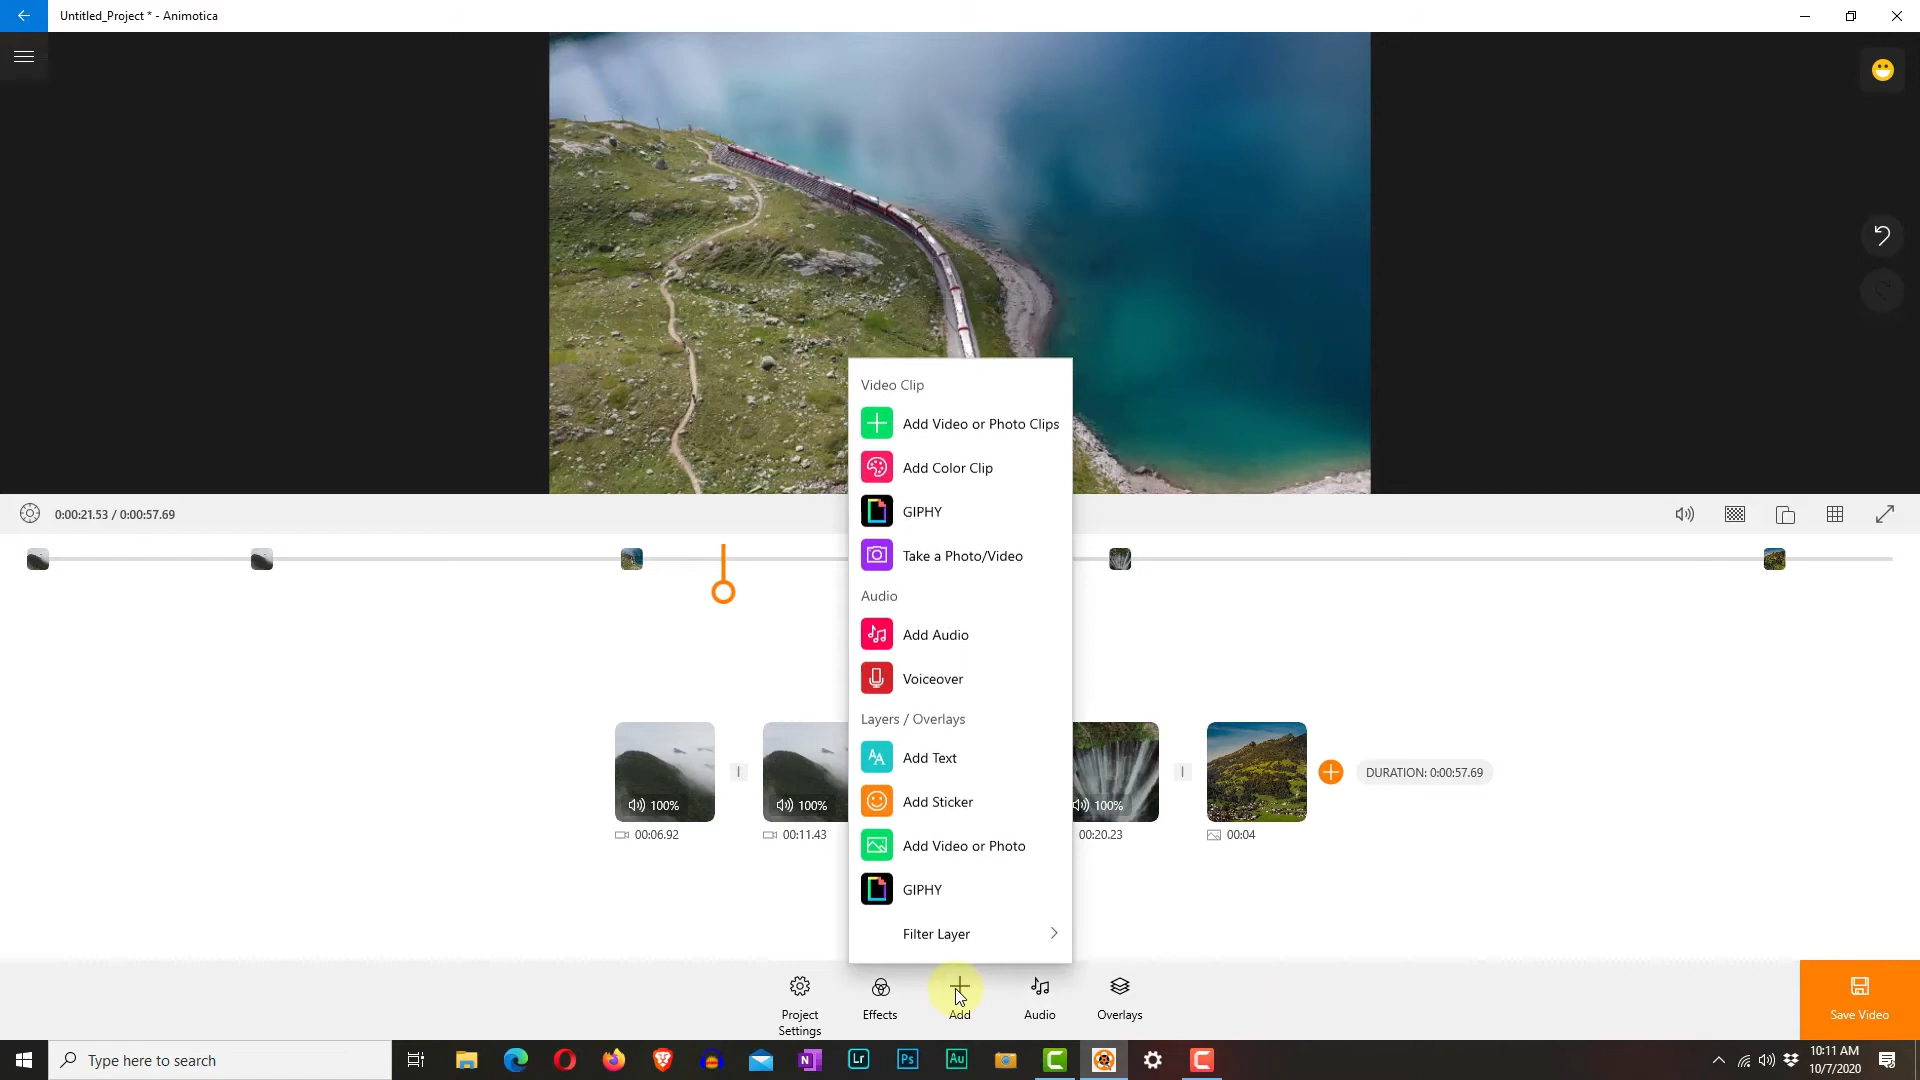 Untitled_Project * - Animotica
0:00:21.53 / 0:00:57.69
Video Clip
Add Video or Photo Clips
Add Color Clip
GIPHY
Take a Photo/Video
Audio
Add Audio
Voiceover
Layers / Overlays
Add Text
Add Sticker
Add Video or Photo
GIPHY
Filter Layer
100%
100%
100%
00:06.92
00:11.43
00:20.23
00:04
DURATION: 0:00:57.69
Project Settings
Effects
Add
Audio
Overlays
Save Video
Type here to search
Lr
Ps
Au
10:11 AM
10/7/2020